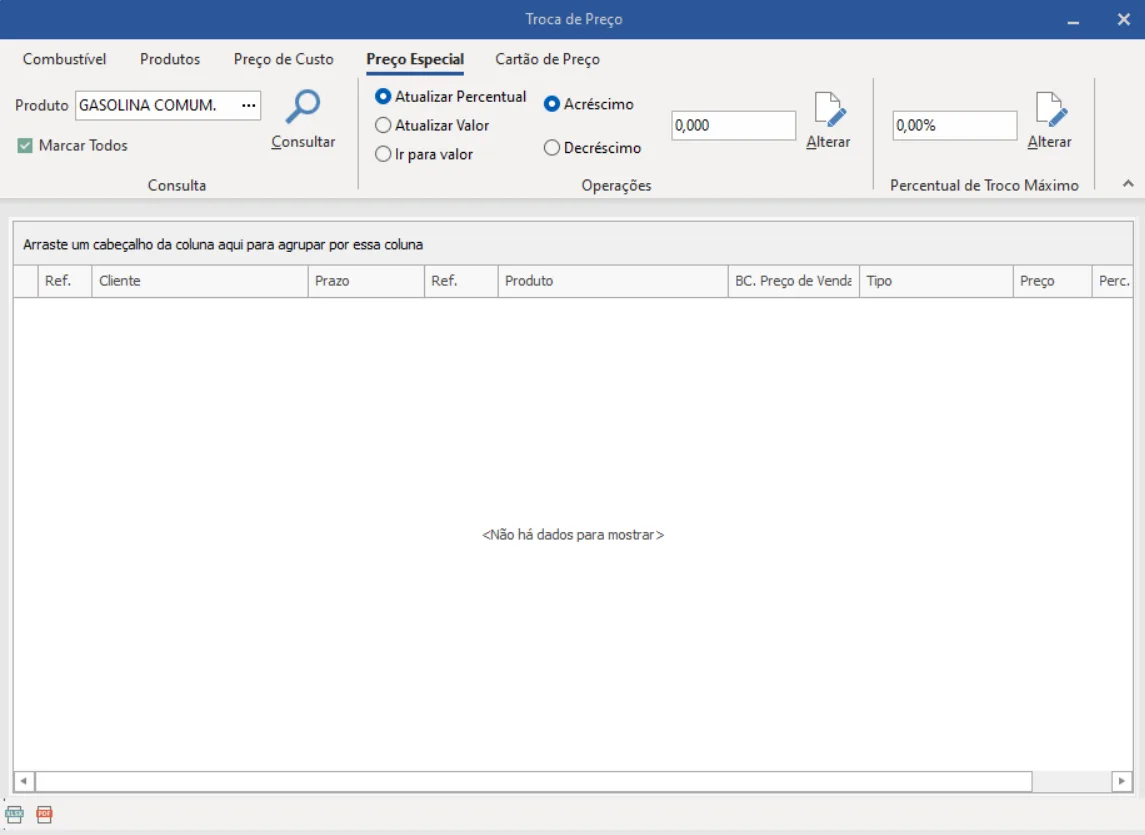 Troca de Preço
Combustível Produtos Preço de Custo Preço Especial Cartão de Preço
Produto GASOLINA COMUM. ...
Marcar Todos
Consultar
Consulta
Atualizar Percentual
Atualizar Valor
Ir para valor
Acréscimo
Decréscimo
0,000
Alterar
Operações
0,00%
Alterar
Percentual de Troco Máximo
Arraste um cabeçalho da coluna aqui para agrupar por essa coluna
Ref. Cliente Prazo Ref. Produto BC. Preço de Venda Tipo Preço Perc.
<Não há dados para mostrar>
XLSX PDF